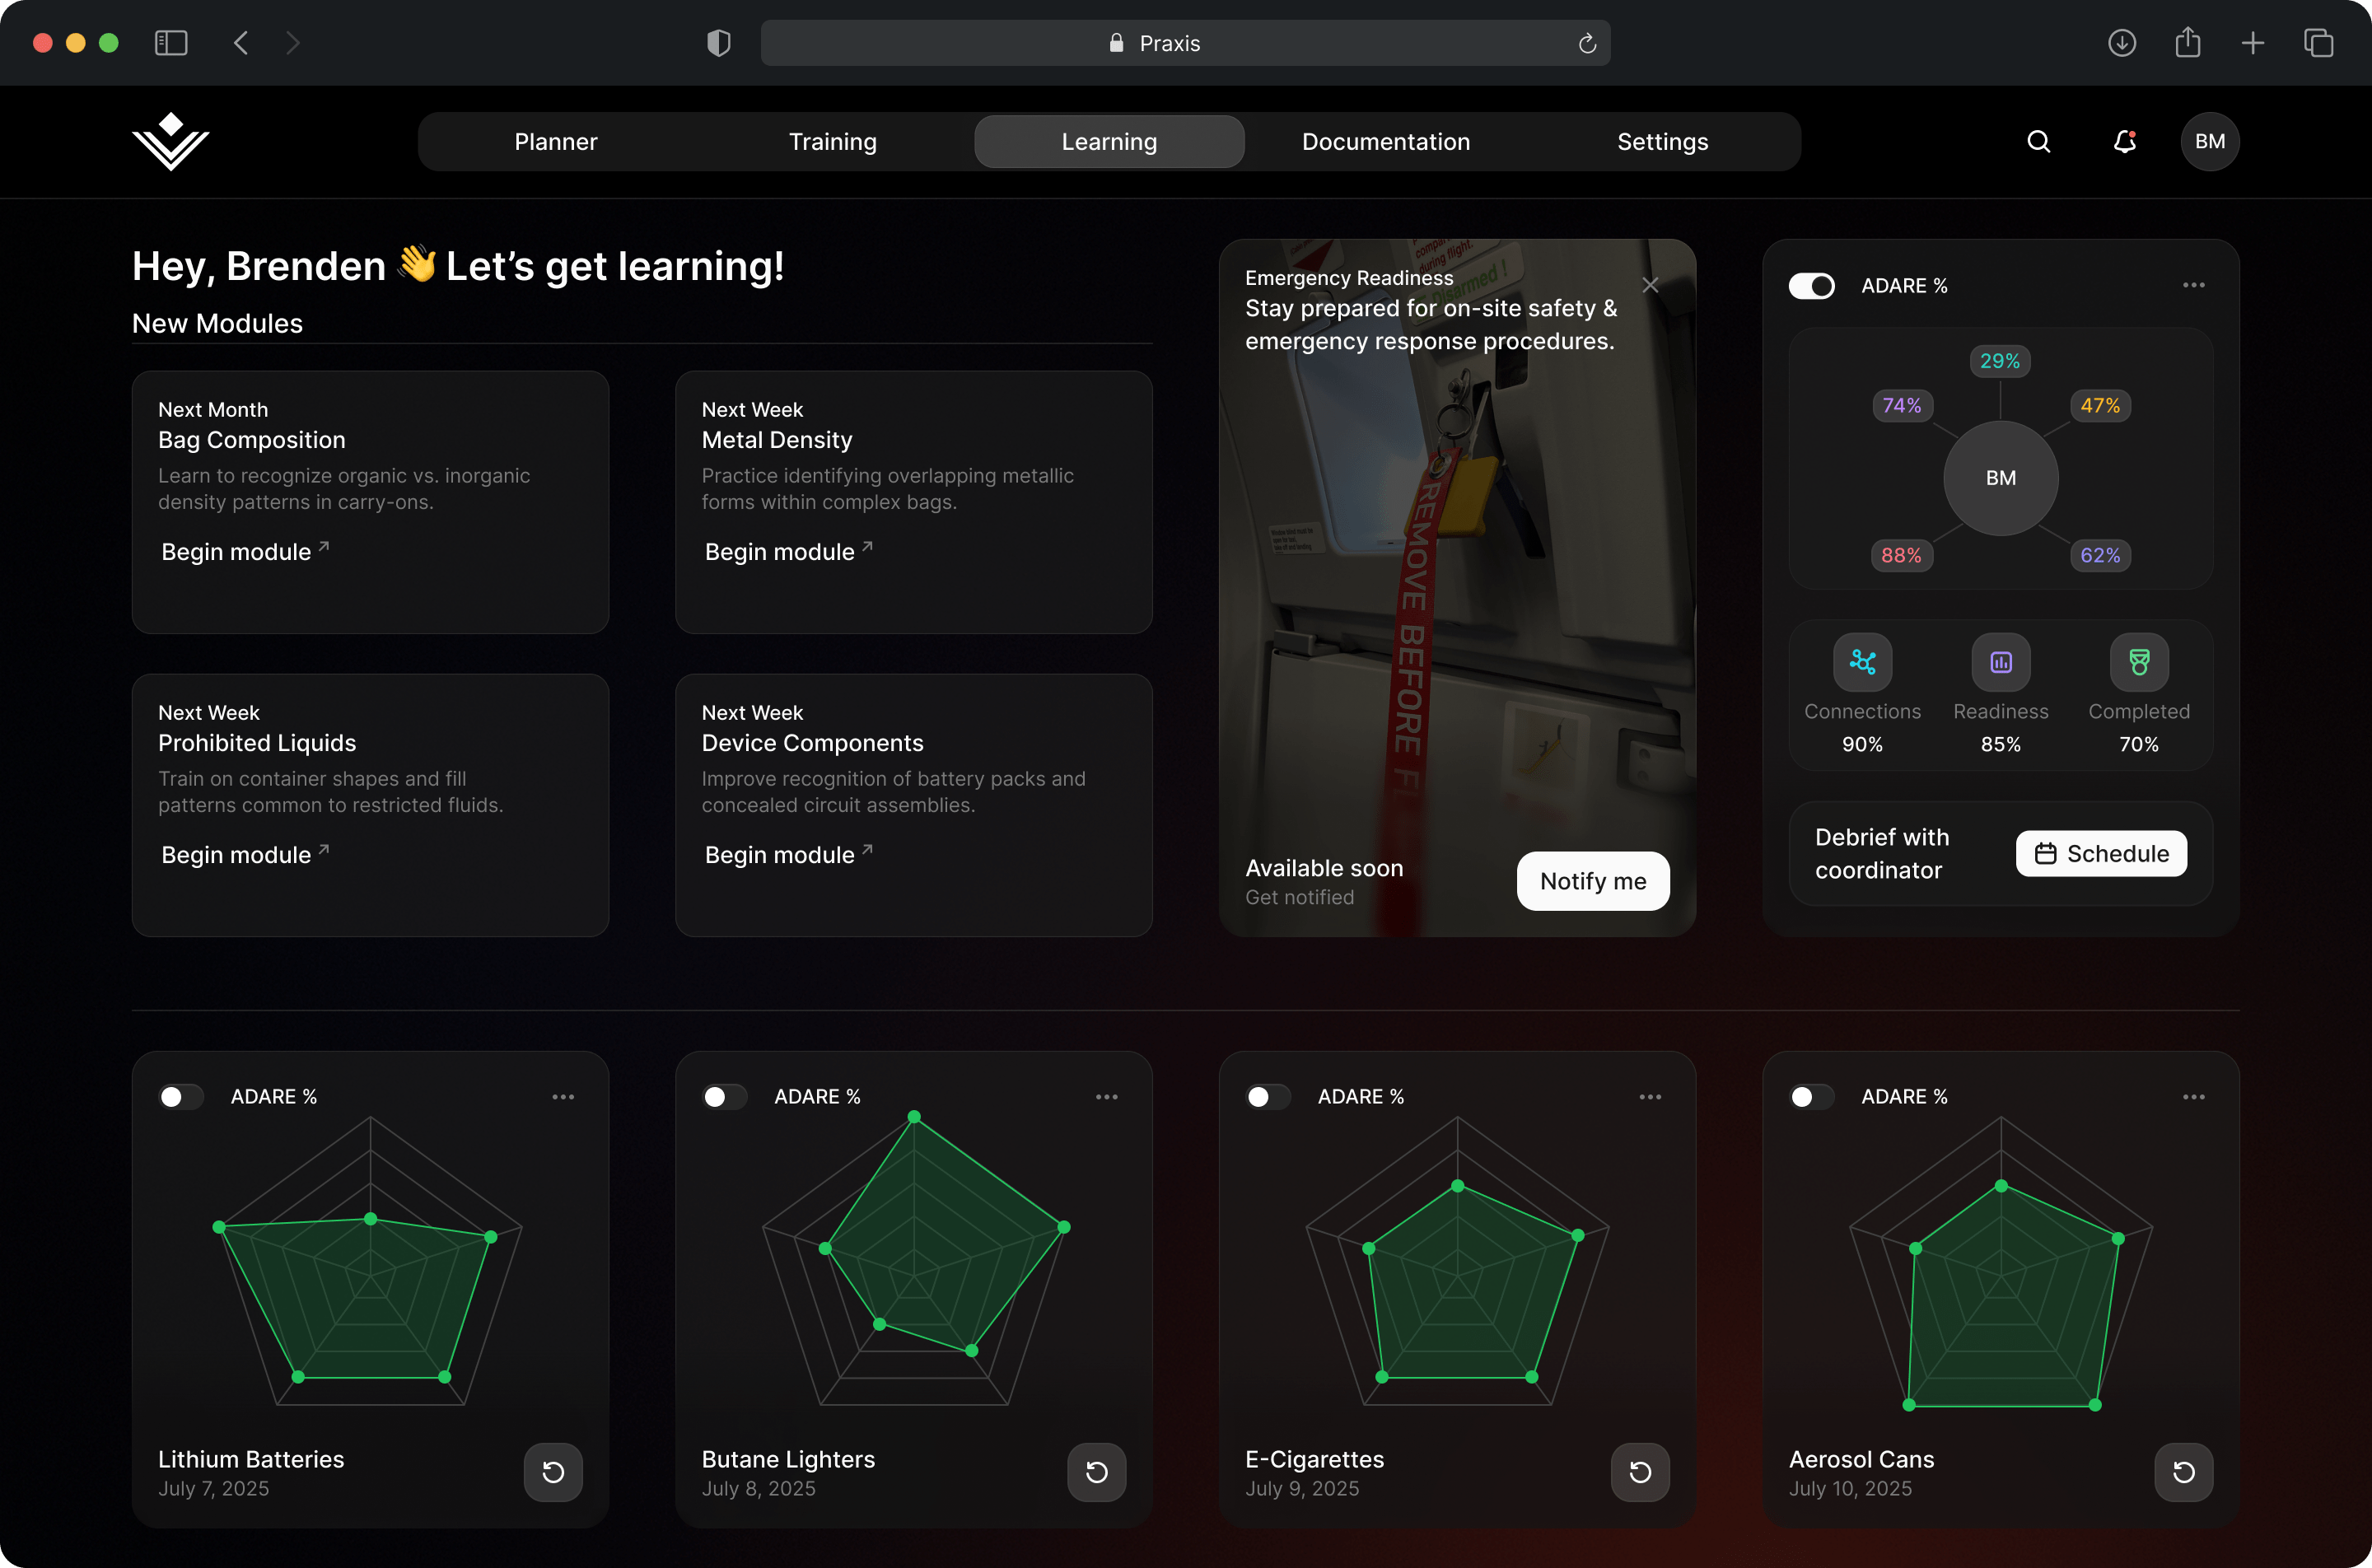 Praxis
Planner
Training
Learning
Documentation
Settings
BM
Hey, Brenden 👋 Let’s get learning!
New Modules
Next Month
Bag Composition
Learn to recognize organic vs. inorganic
density patterns in carry-ons.
Begin module
Next Week
Metal Density
Practice identifying overlapping metallic
forms within complex bags.
Begin module
Next Week
Prohibited Liquids
Train on container shapes and fill
patterns common to restricted fluids.
Begin module
Next Week
Device Components
Improve recognition of battery packs and
concealed circuit assemblies.
Begin module
Emergency Readiness
Stay prepared for on-site safety &
emergency response procedures.
during flight.
Disarmed !
REMOVE BEFORE
Available soon
Get notified
Notify me
ADARE %
29%
74%
47%
BM
88%
62%
Connections
Readiness
Completed
90%
85%
70%
Debrief with
coordinator
Schedule
ADARE %
Lithium Batteries
July 7, 2025
ADARE %
Butane Lighters
July 8, 2025
ADARE %
E-Cigarettes
July 9, 2025
ADARE %
Aerosol Cans
July 10, 2025